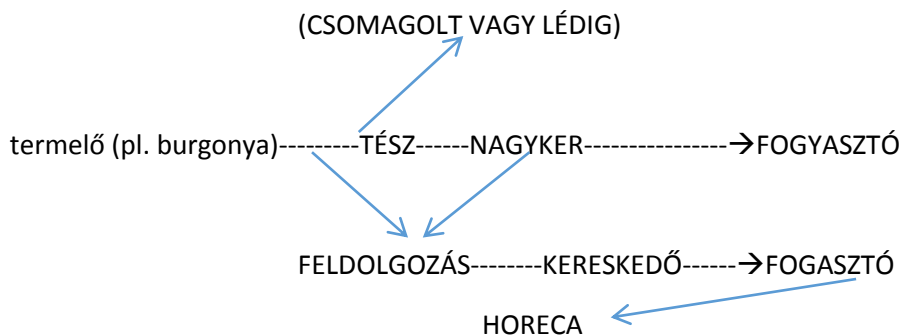 (CSOMAGOLT VAGY LÉDIG)
termelő (pl. burgonya)---------TÉSZ------NAGYKER----------------→FOGYASZTÓ
FELDOLGOZÁS--------KERESKEDŐ------→FOGASZTÓ
HORECA